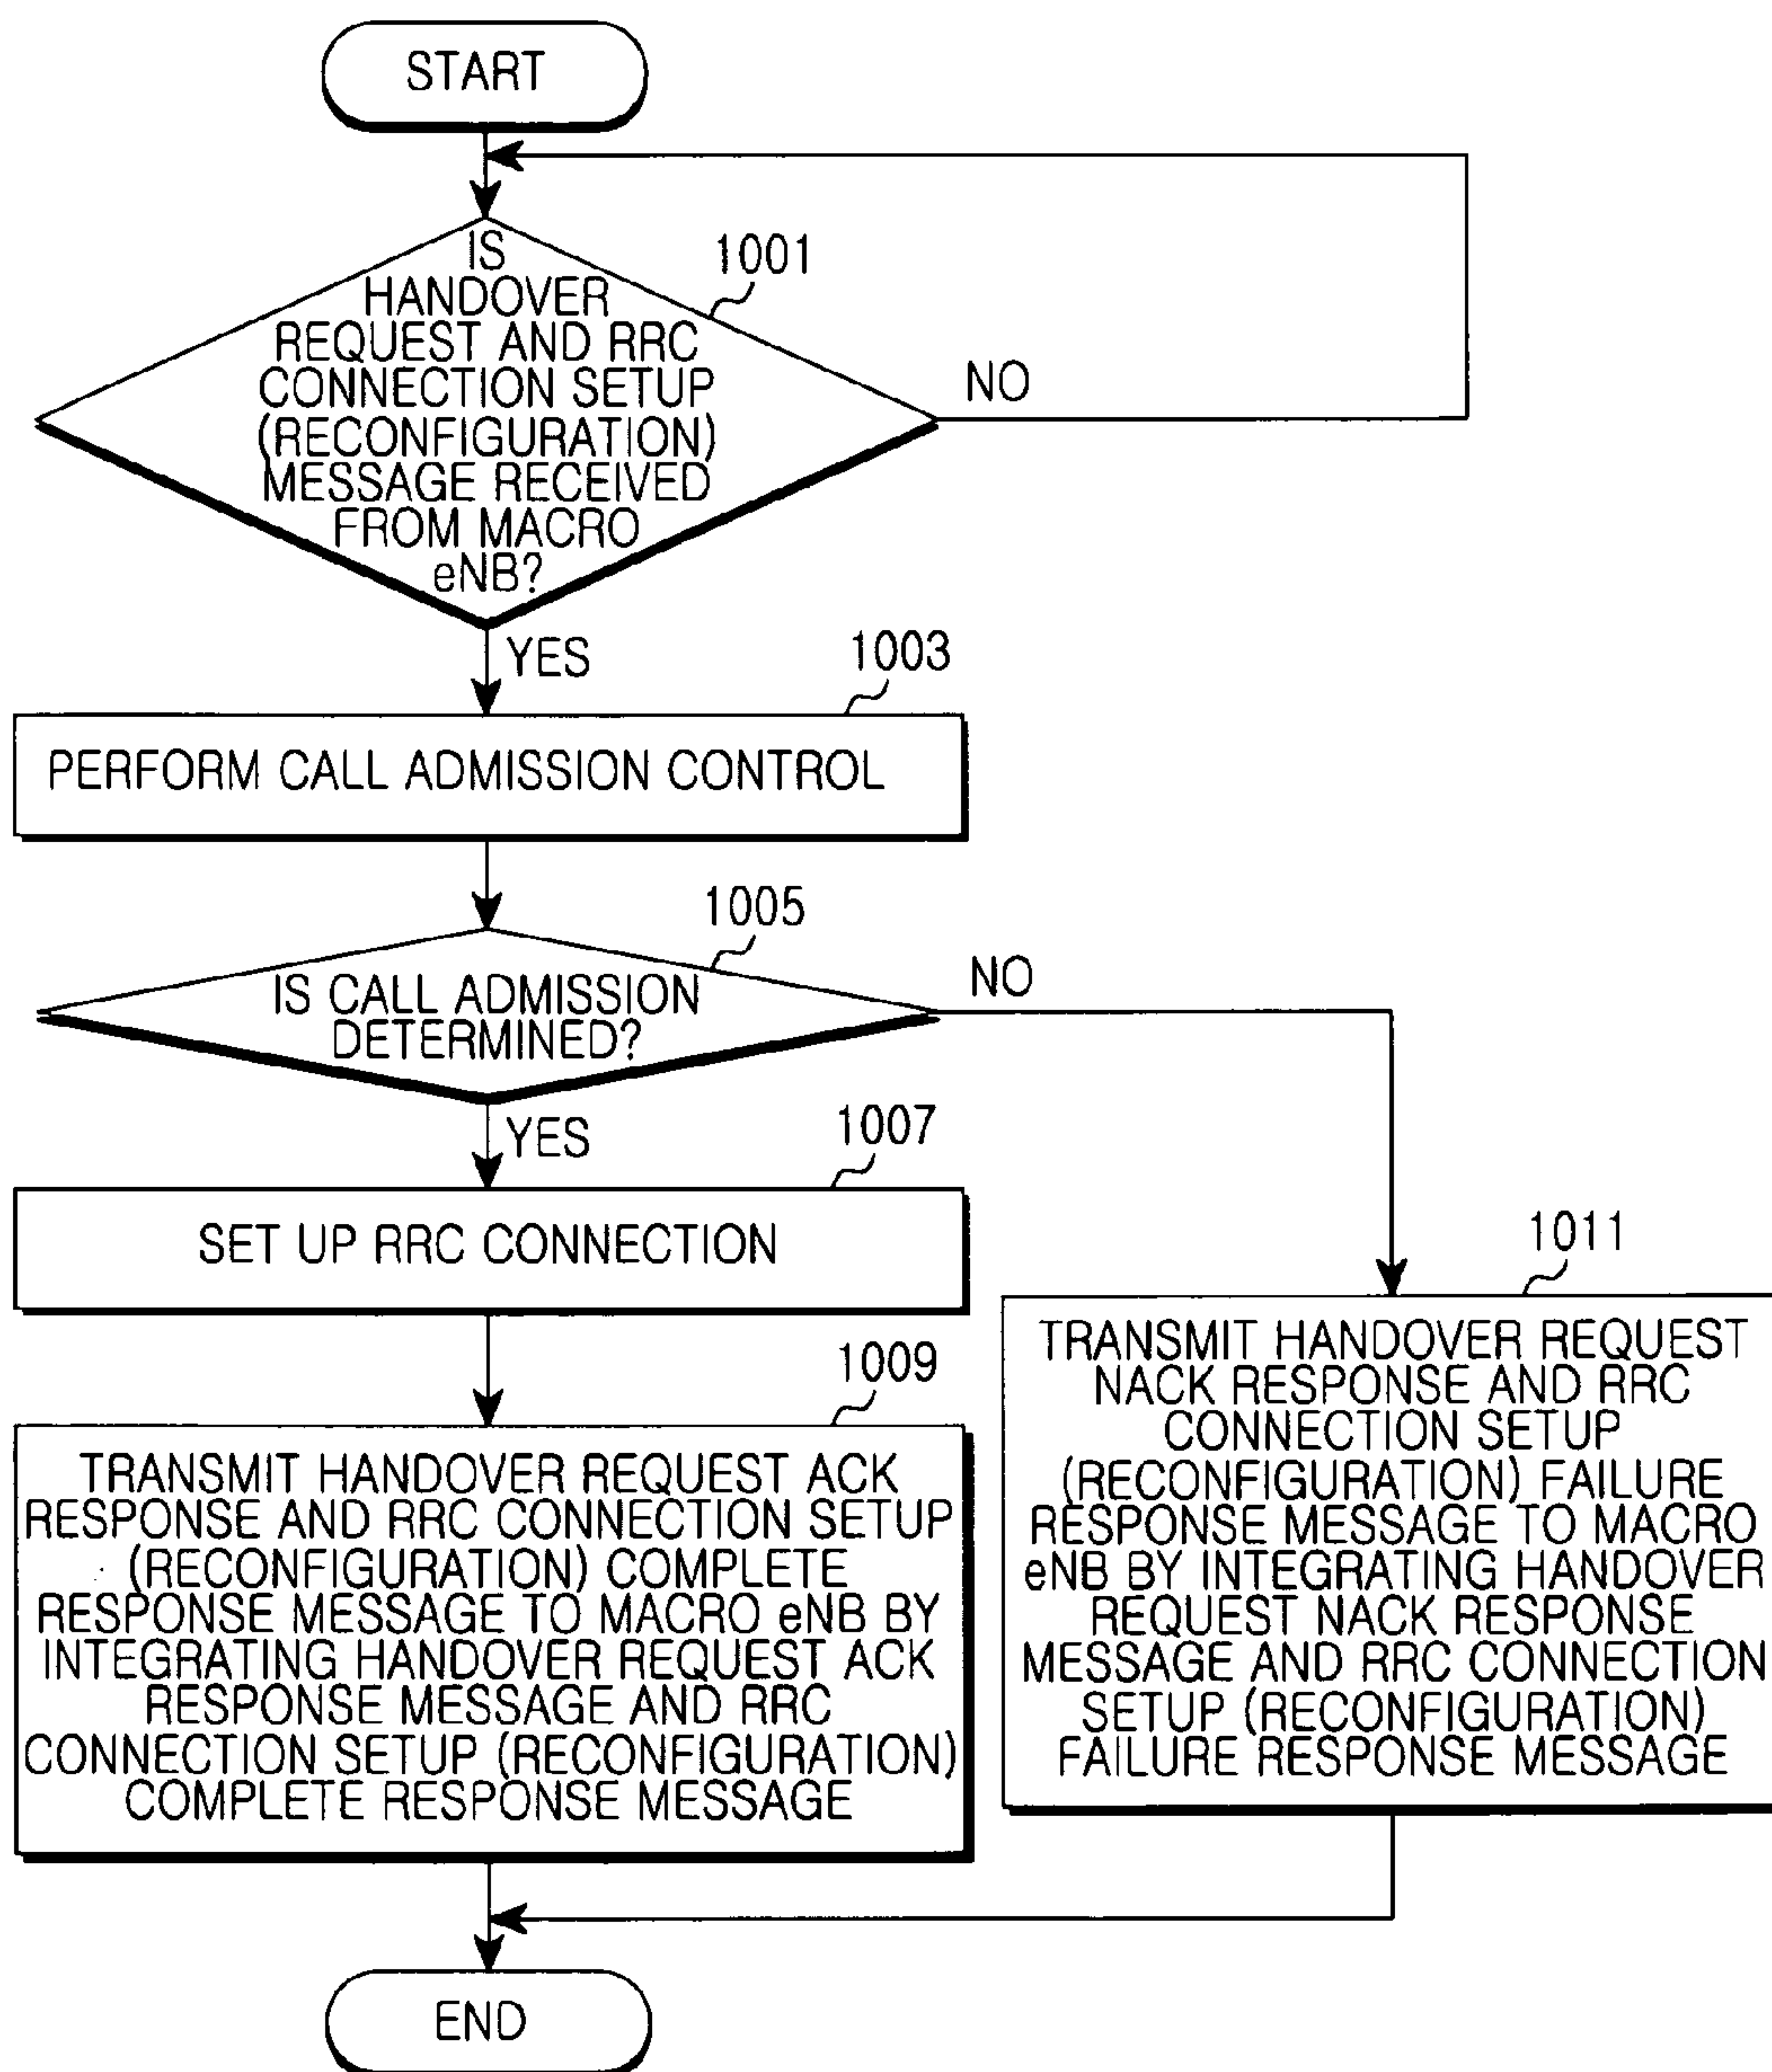 START
IS
HANDOVER
REQUEST AND RRC
CONNECTION SETUP
(RECONFIGURATION)
MESSAGE RECEIVED
FROM MACRO
eNB?
1001
NO
YES
1003
PERFORM CALL ADMISSION CONTROL
1005
IS CALL ADMISSION
DETERMINED?
NO
YES
1007
SET UP RRC CONNECTION
1009
TRANSMIT HANDOVER REQUEST ACK
RESPONSE AND RRC CONNECTION SETUP
(RECONFIGURATION) COMPLETE
RESPONSE MESSAGE TO MACRO eNB BY
INTEGRATING HANDOVER REQUEST ACK
RESPONSE MESSAGE AND RRC
CONNECTION SETUP (RECONFIGURATION)
COMPLETE RESPONSE MESSAGE
1011
TRANSMIT HANDOVER REQUEST
NACK RESPONSE AND RRC
CONNECTION SETUP
(RECONFIGURATION) FAILURE
RESPONSE MESSAGE TO MACRO
eNB BY INTEGRATING HANDOVER
REQUEST NACK RESPONSE
MESSAGE AND RRC CONNECTION
SETUP (RECONFIGURATION)
FAILURE RESPONSE MESSAGE
END